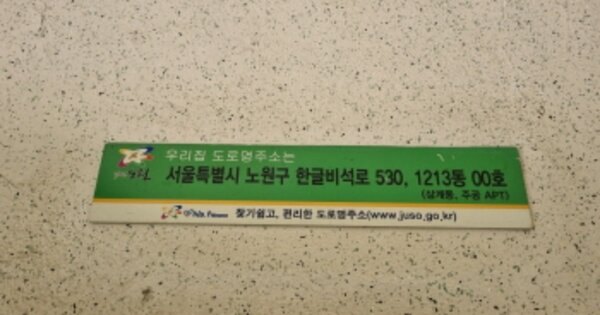 우리집 도로명주소는
서울특별시 노원구 한글비석로 530, 1213동 00호
(상계동, 주공 APT)
찾기쉽고, 편리한 도로명주소(www.juso.go.kr)